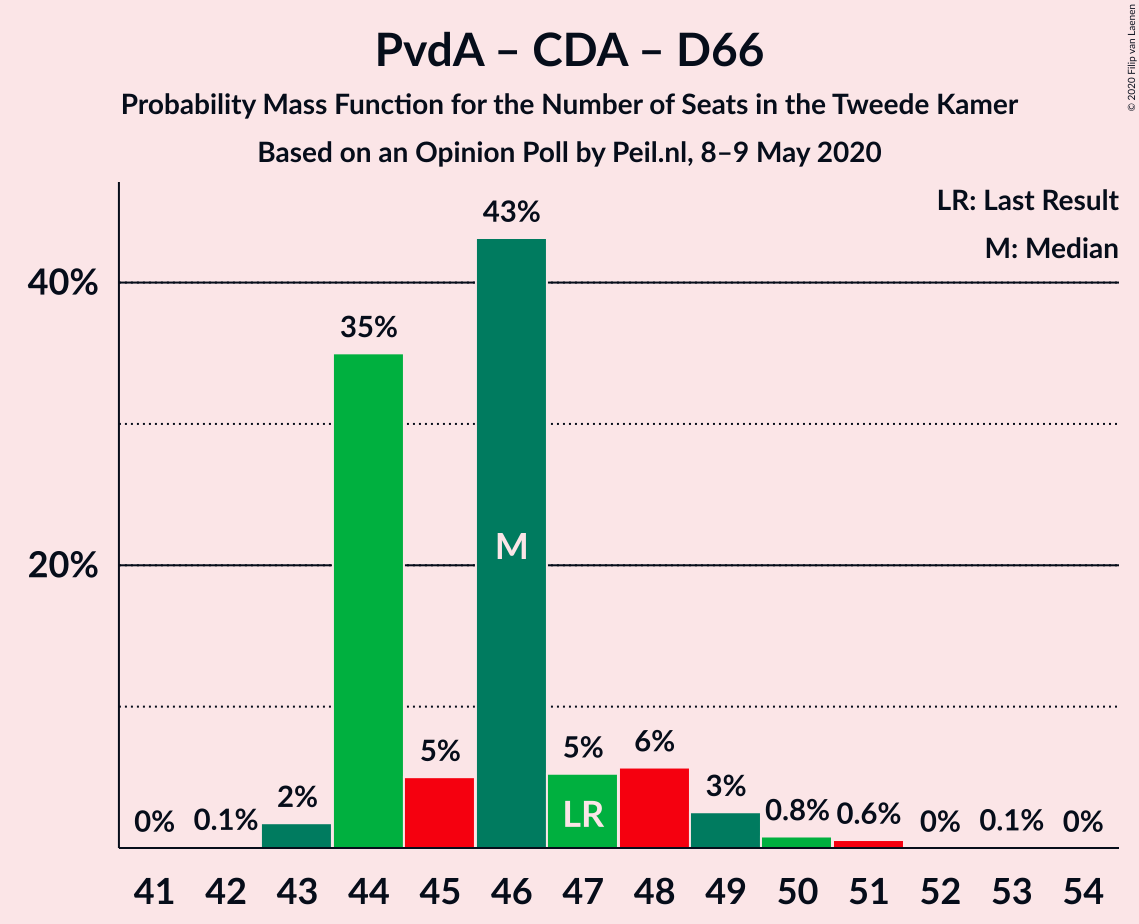 PvdA – CDA – D66
Probability Mass Function for the Number of Seats in the Tweede Kamer
Based on an Opinion Poll by Peil.nl, 8–9 May 2020
© 2020 Filip van Laenen
LR: Last Result
M: Median
40%
20%
0%
0.1%
2%
35%
5%
43%
5%
6%
3%
0.8%
0.6%
0%
0.1%
0%
M
LR
41 42 43 44 45 46 47 48 49 50 51 52 53 54